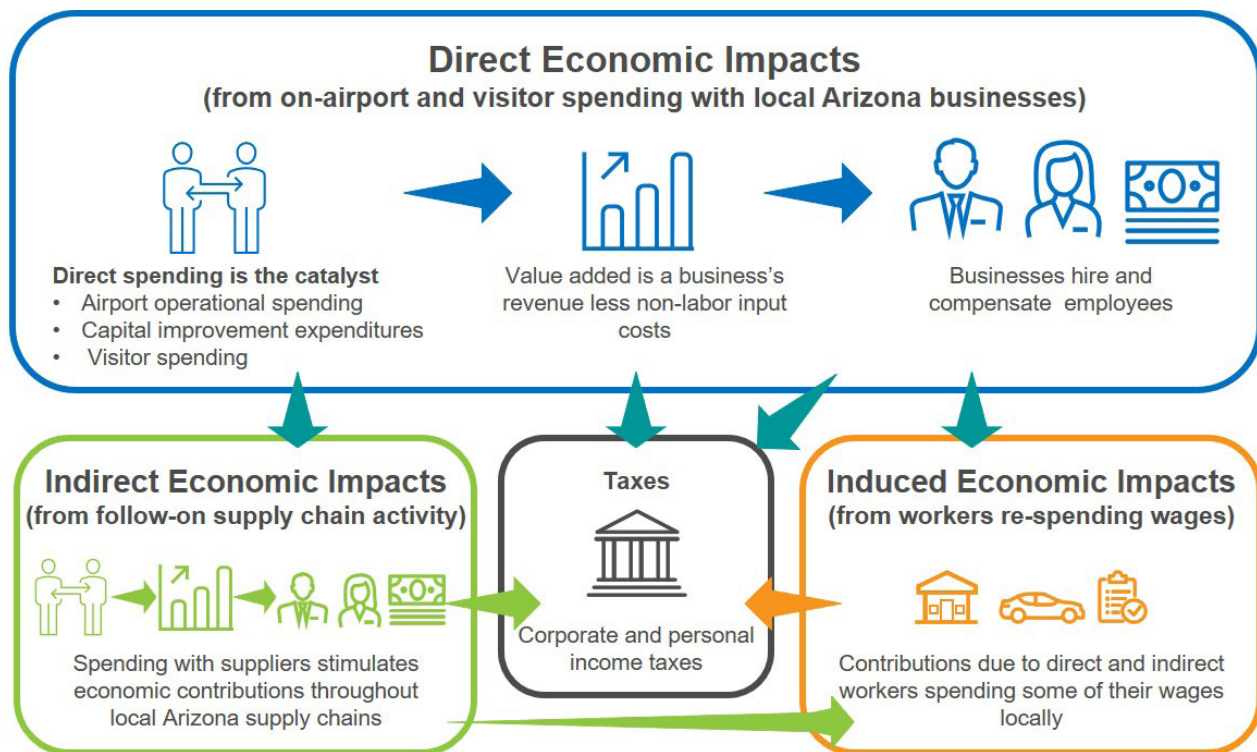 Direct Economic Impacts
(from on-airport and visitor spending with local Arizona businesses)
Direct spending is the catalyst
• Airport operational spending
• Capital improvement expenditures
• Visitor spending
Value added is a business’s
revenue less non-labor input
costs
Businesses hire and
compensate employees
Indirect Economic Impacts
(from follow-on supply chain activity)
Spending with suppliers stimulates
economic contributions throughout
local Arizona supply chains
Taxes
Corporate and personal
income taxes
Induced Economic Impacts
(from workers re-spending wages)
Contributions due to direct and indirect
workers spending some of their wages
locally